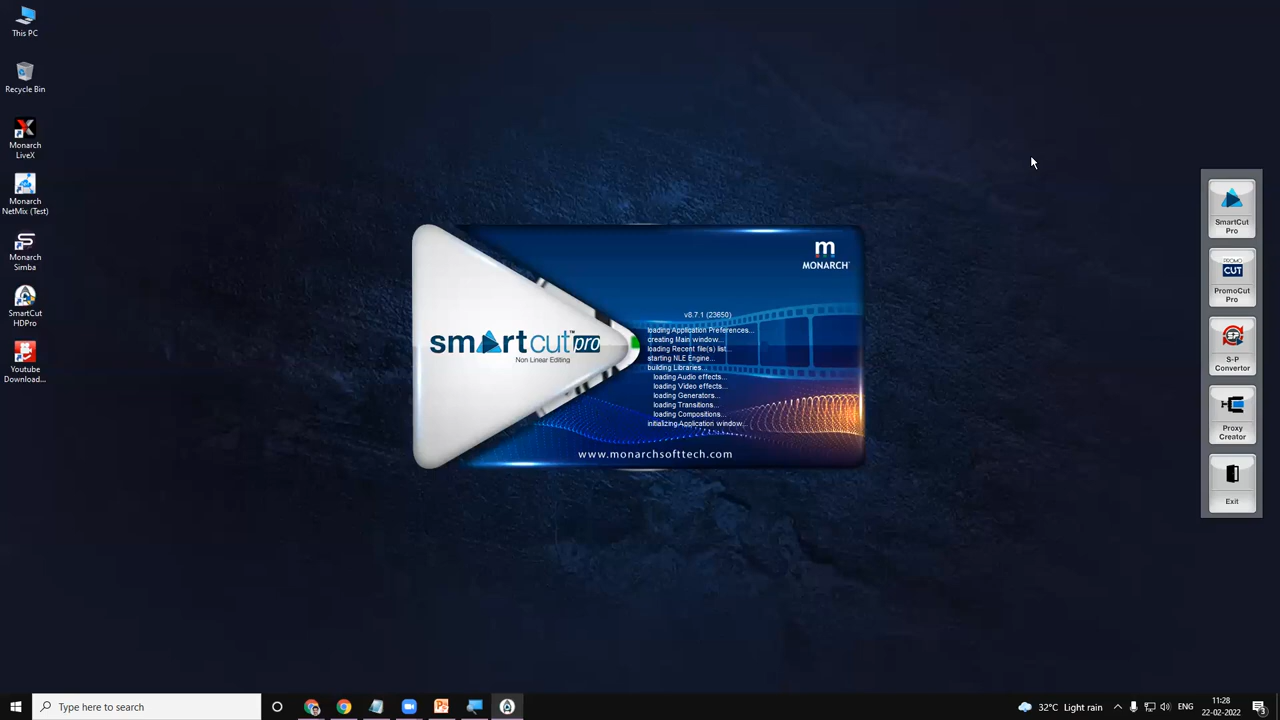 This PC
Recycle Bin
Monarch
LiveX
Monarch
NetMix (Test)
Monarch
Simba
SmartCut
HDPro
Youtube
Download...
m
MONARCH
smartcut pro™
Non Linear Editing
v8.7.1 (23650)
loading Application Preferences...
creating Main window...
loading Recent file(s) list...
starting NLE Engine...
building Libraries...
loading Audio effects...
loading Video effects...
loading Generators...
loading Transitions...
loading Compositions...
initializing Application window...
www.monarchsofttech.com
SmartCut
Pro
PROMO
CUT
PromoCut
Pro
S-P
Convertor
Proxy
Creator
Exit
Type here to search
32°C Light rain
ENG
11:28
22-02-2022
3